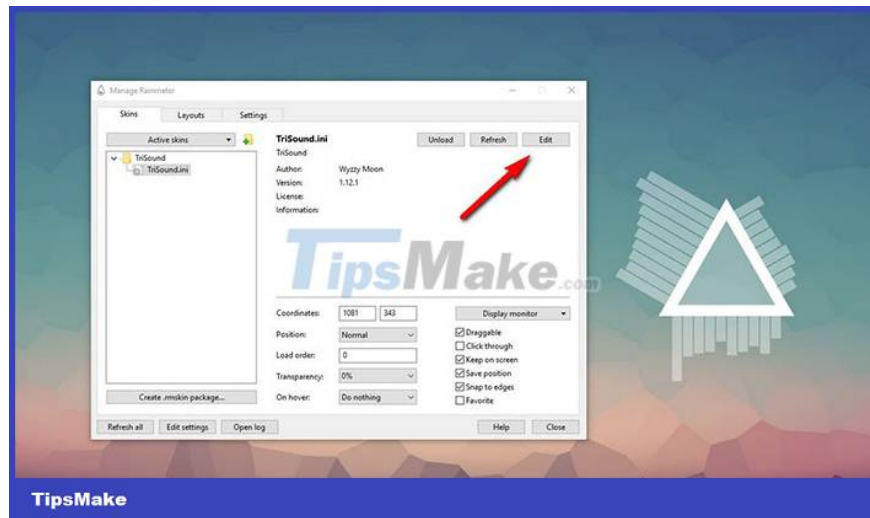 Manage Rainmeter
Skins Layouts Settings
Active skins
TriSound
TriSound.ini
Create .rmskin package...
TriSound.ini
Unload Refresh Edit
TriSound
Author: Wyzzy Moon
Version: 1.12.1
License:
Information:
TipsMake.com
Coordinates: 1081 343
Display monitor
Position: Normal
Load order: 0
Transparency: 0%
On hover: Do nothing
Draggable
Click through
Keep on screen
Save position
Snap to edges
Favorite
Refresh all Edit settings Open log Help Close
TipsMake